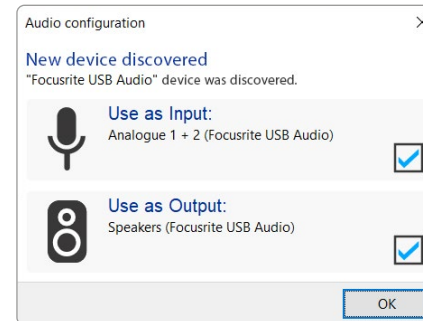 Audio configuration
New device discovered
"Focusrite USB Audio" device was discovered.
Use as Input:
Analogue 1 + 2 (Focusrite USB Audio)
Use as Output:
Speakers (Focusrite USB Audio)
OK